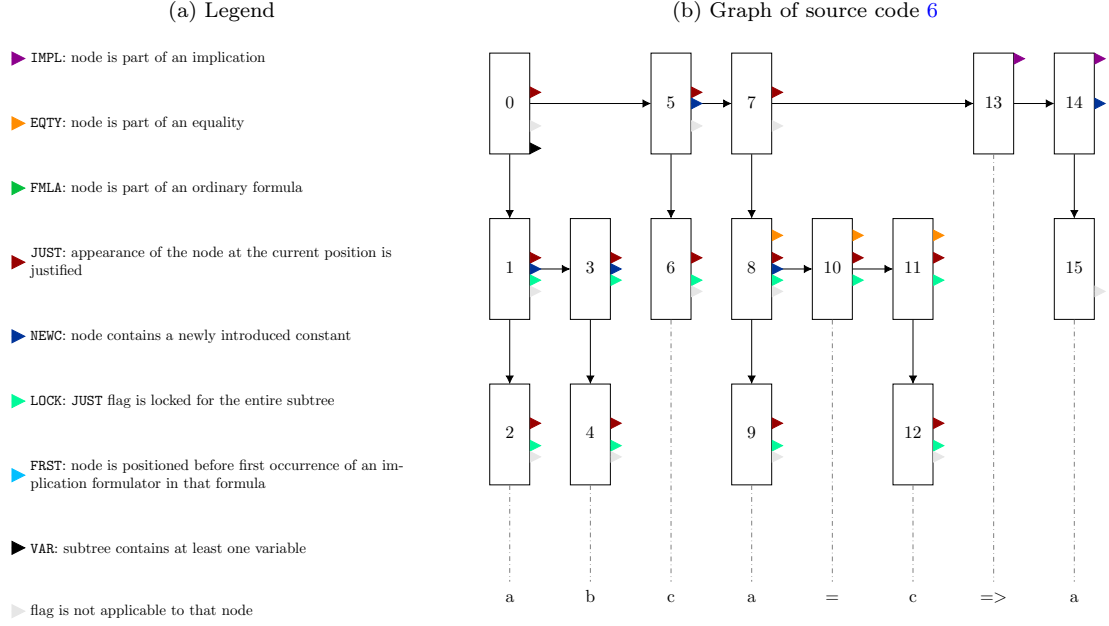 (a) Legend
IMPL: node is part of an implication
EQTY: node is part of an equality
FMLA: node is part of an ordinary formula
JUST: appearance of the node at the current position is
justified
NEWC: node contains a newly introduced constant
LOCK: JUST flag is locked for the entire subtree
FRST: node is positioned before first occurrence of an im-
plication formulator in that formula
VAR: subtree contains at least one variable
flag is not applicable to that node
(b) Graph of source code 6
0 5 7 13 14
1 3 6 8 10 11 15
2 4 9 12
a b c a = c => a